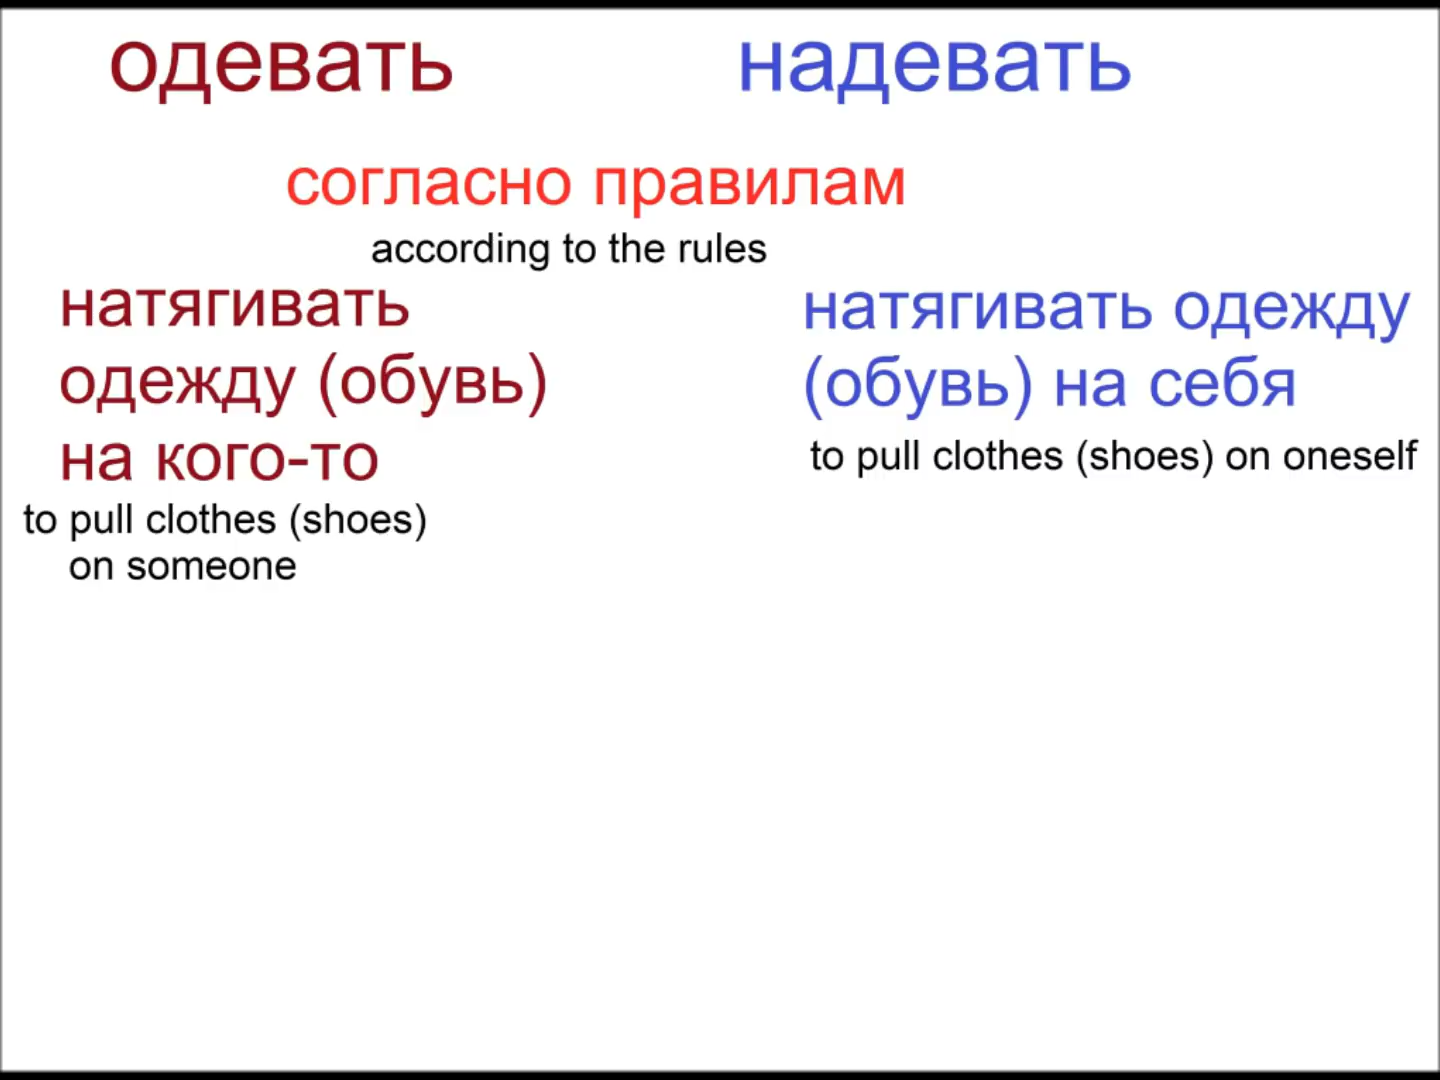 одевать
надевать
согласно правилам
according to the rules
натягивать
одежду (обувь)
на кого-то
to pull clothes (shoes)
on someone
натягивать одежду
(обувь) на себя
to pull clothes (shoes) on oneself